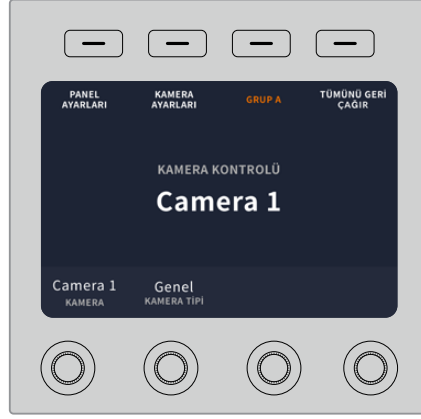 PANEL
AYARLARI
KAMERA
AYARLARI
GRUP A
TÜMÜNÜ GERİ
ÇAĞIR
KAMERA KONTROLÜ
Camera 1
Camera 1
KAMERA
Genel
KAMERA TİPİ